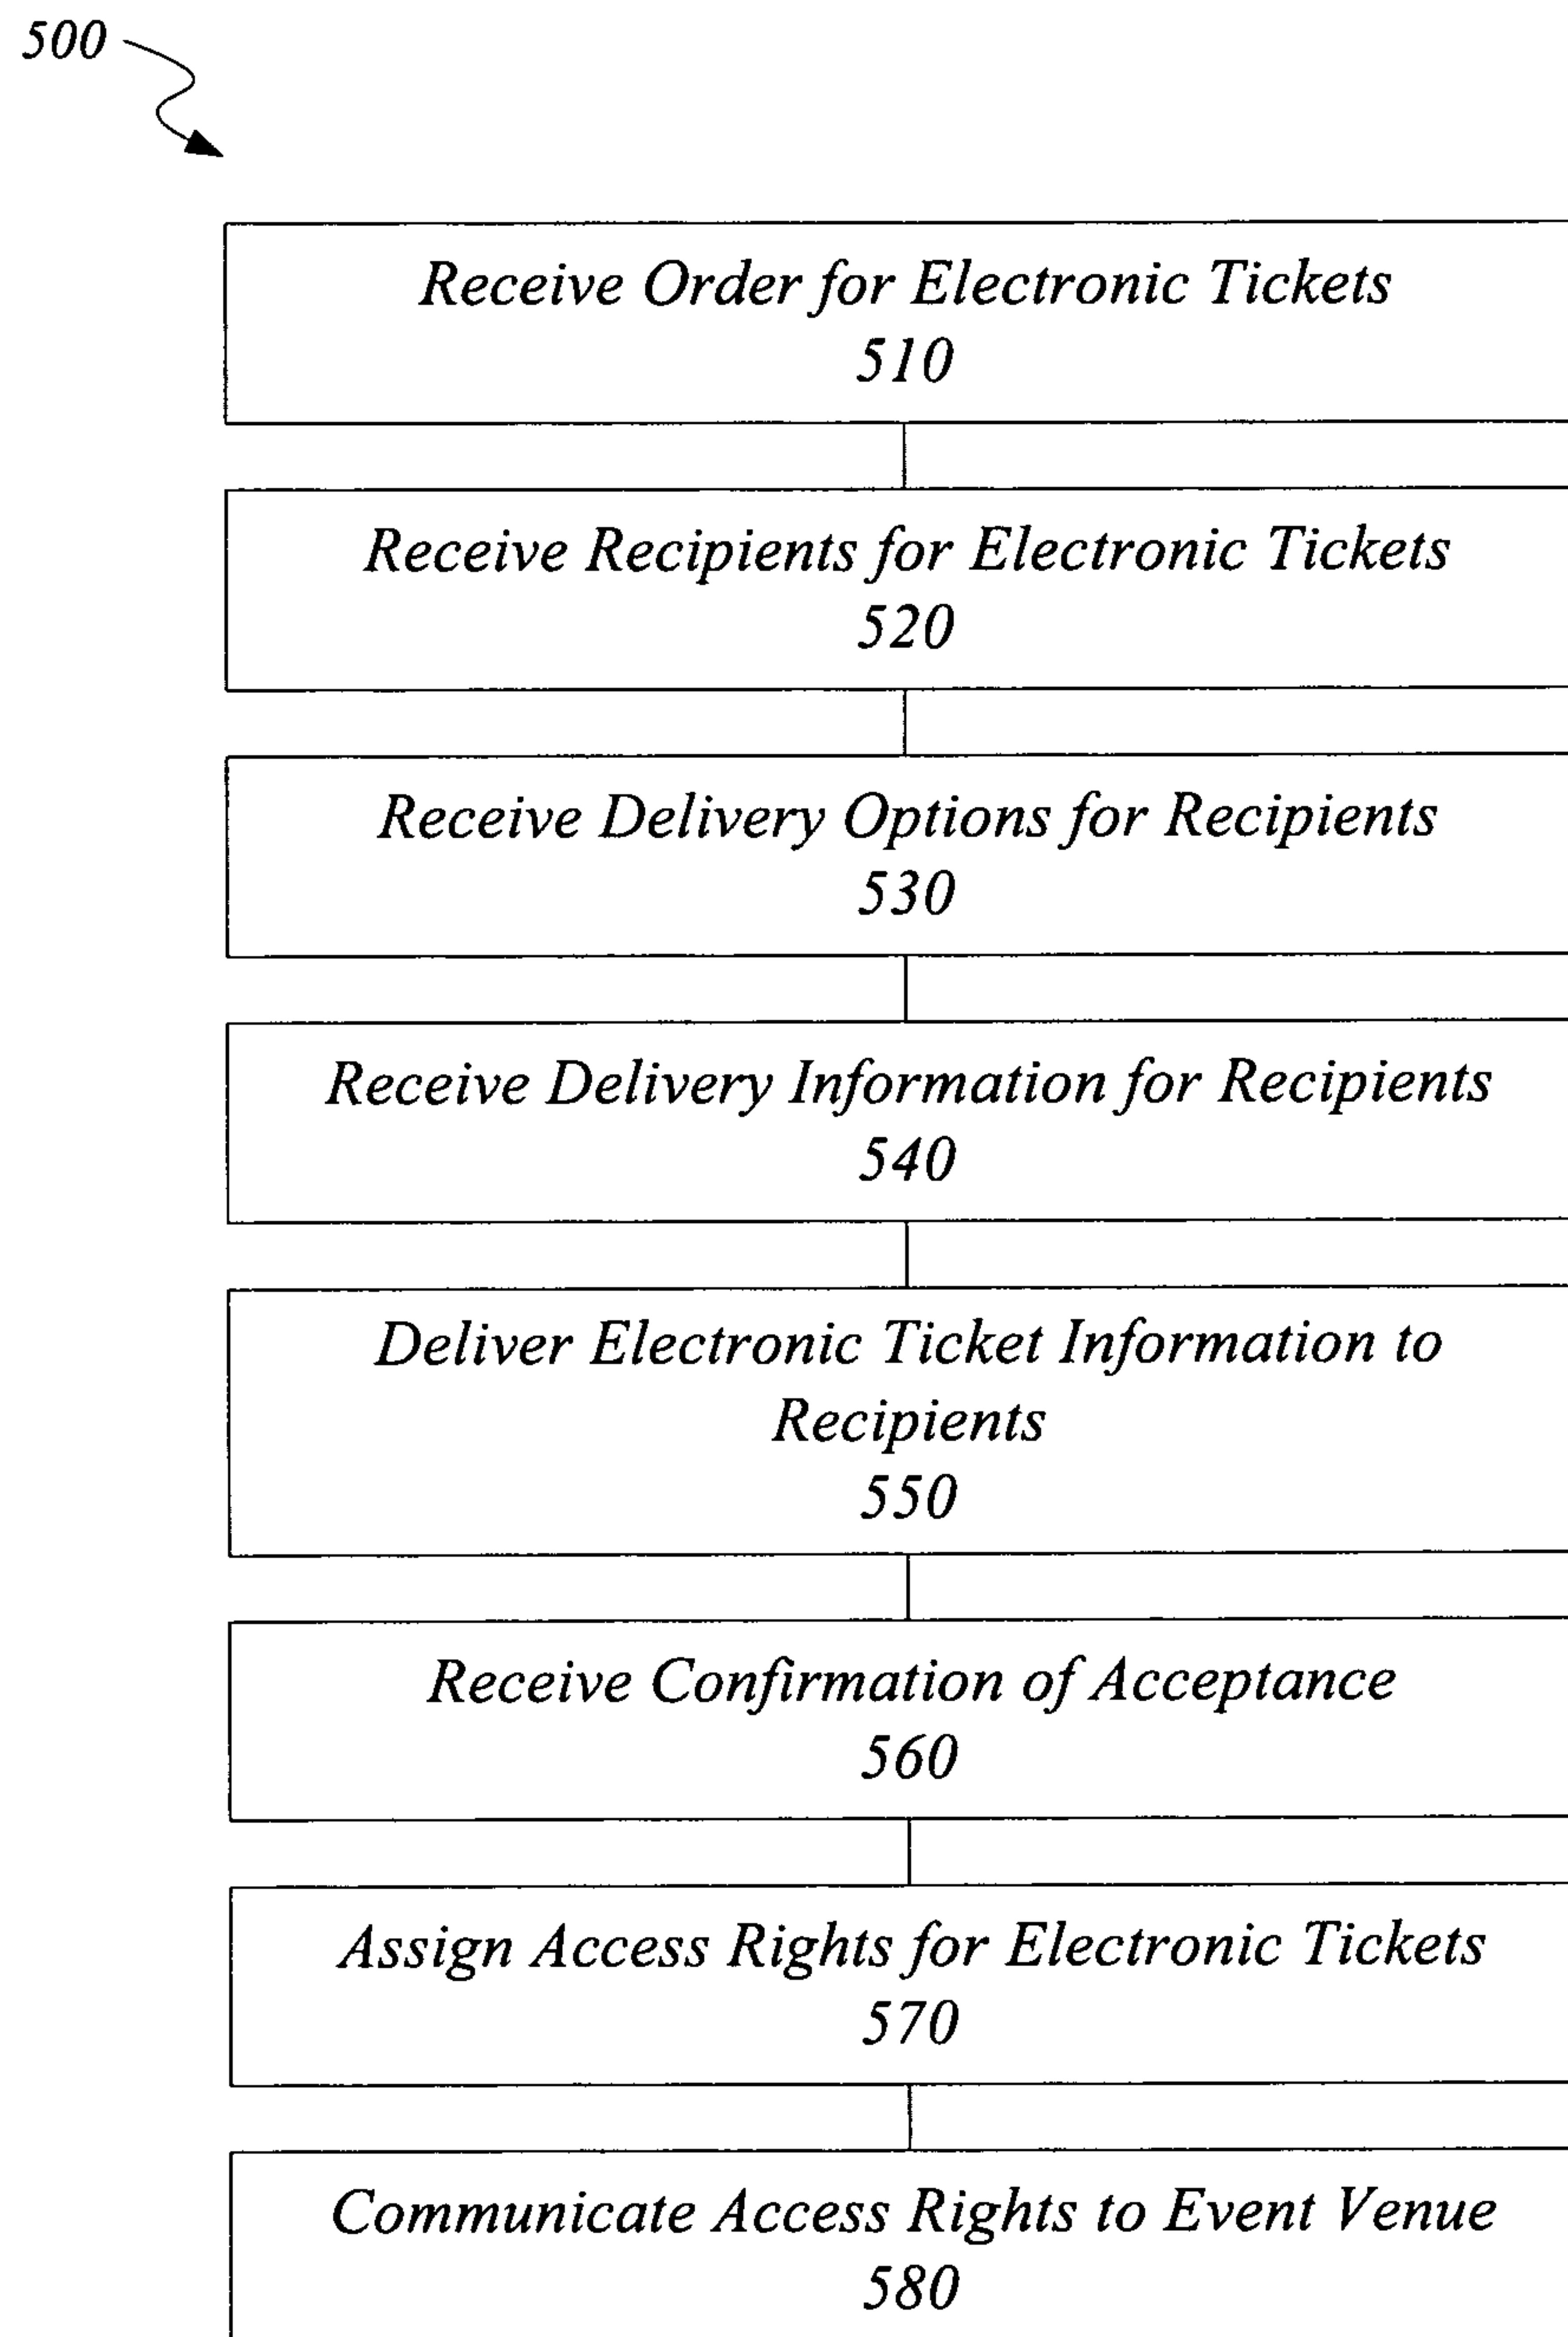 500
Receive Order for Electronic Tickets
510
Receive Recipients for Electronic Tickets
520
Receive Delivery Options for Recipients
530
Receive Delivery Information for Recipients
540
Deliver Electronic Ticket Information to
Recipients
550
Receive Confirmation of Acceptance
560
Assign Access Rights for Electronic Tickets
570
Communicate Access Rights to Event Venue
580